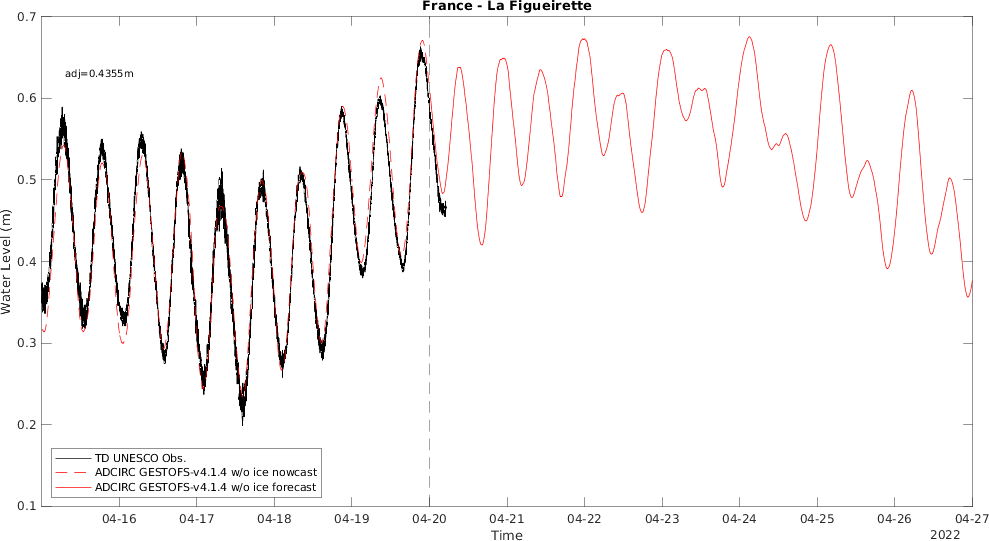 France - La Figueirette
0.7
adj=0.4355m
0.6
0.5
0.4
0.3
0.2
0.1
Water Level (m)
TD UNESCO Obs.
ADCIRC GESTOFS-v4.1.4 w/o ice nowcast
ADCIRC GESTOFS-v4.1.4 w/o ice forecast
04-16 04-17 04-18 04-19 04-20 04-21 04-22 04-23 04-24 04-25 04-26 04-27
Time
2022